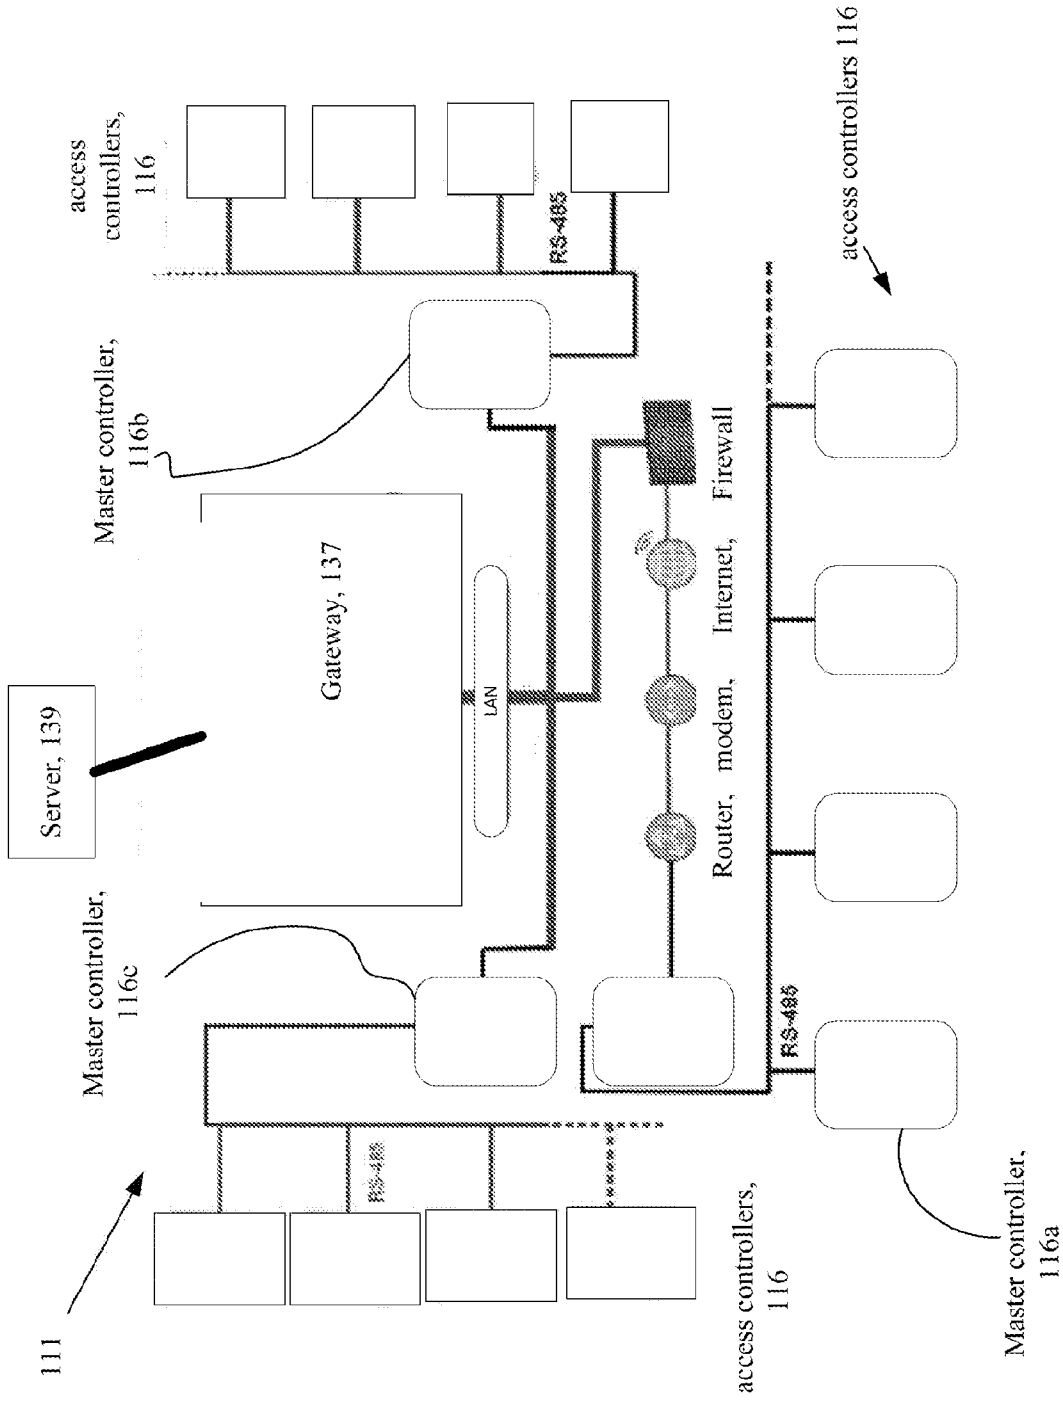 111
Server, 139
access
controllers,
116
Master controller,
116c
Master controller,
116b
Gateway, 137
RS-485
LAN
RS-485
Router, modem, Internet, Firewall
access controllers,
116
RS-485
access controllers 116
Master controller,
116a